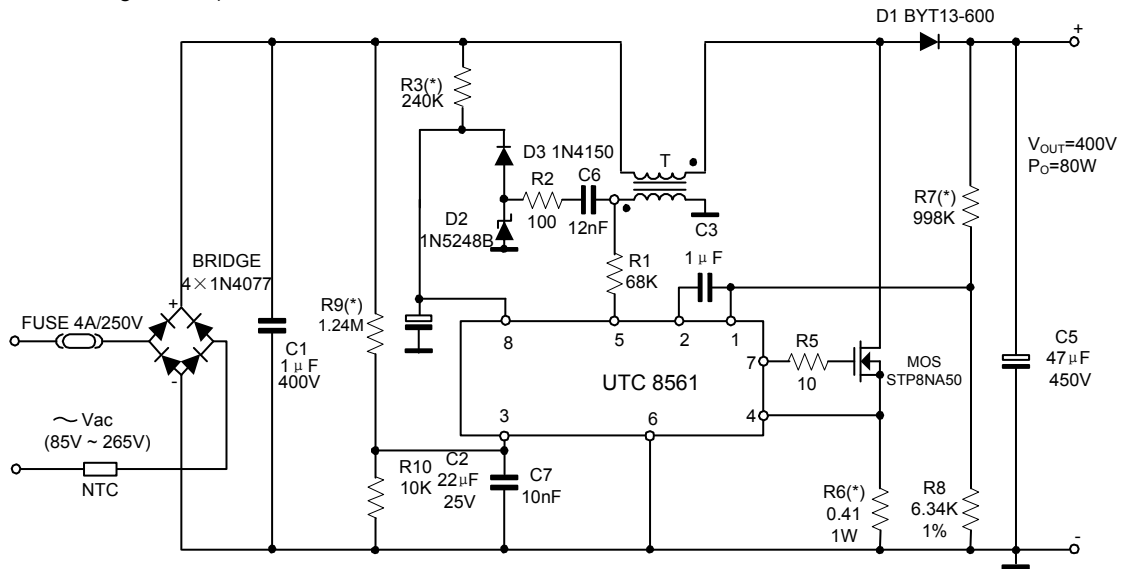 D1 BYT13-600
+
R3(*)
240K
D3 1N4150
R2
100
C6
12nF
T
D2
1N5248B
C3
1μF
R1
68K
VOUT=400V
PO=80W
R7(*)
998K
BRIDGE
4×1N4077
+
-
FUSE 4A/250V
C1
1μF
400V
R9(*)
1.24M
8
5
2
1
UTC 8561
7
4
3
6
R5
10
MOS
STP8NA50
C5
47μF
450V
~Vac
(85V ~ 265V)
NTC
R10
10K
C2
22μF
25V
C7
10nF
R6(*)
0.41
1W
R8
6.34K
1%
-